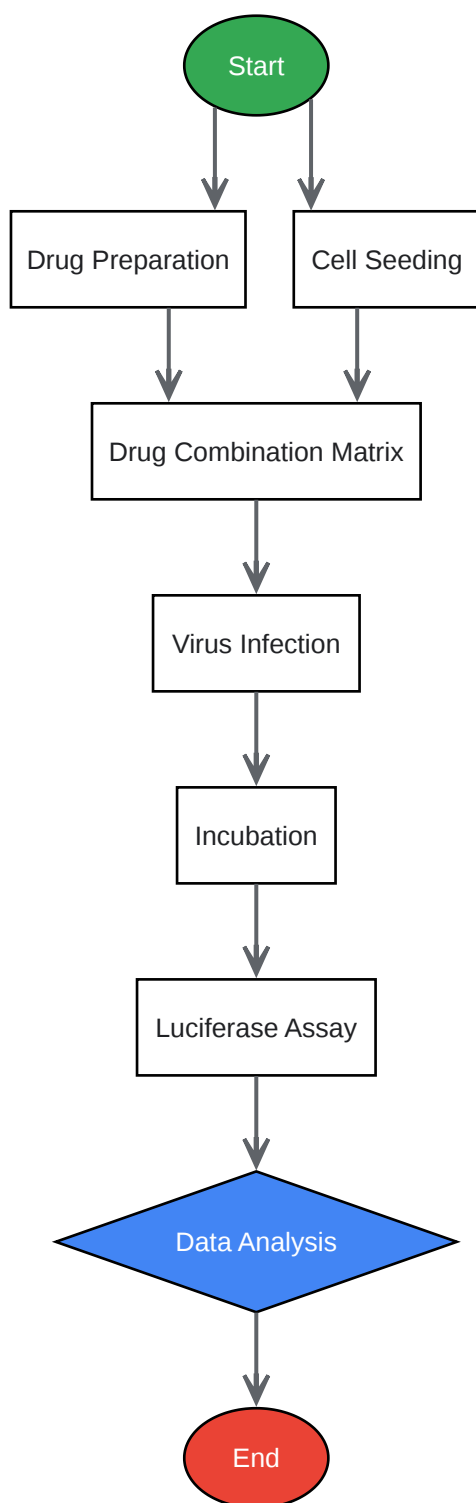 Start
Drug Preparation
Cell Seeding
Drug Combination Matrix
Virus Infection
Incubation
Luciferase Assay
Data Analysis
End